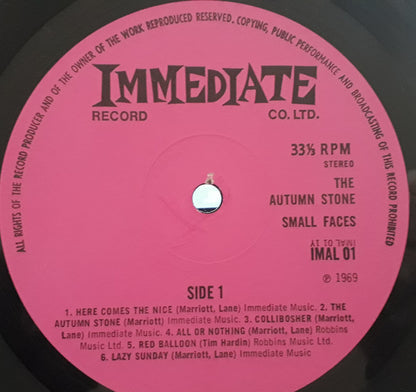 ALL RIGHTS OF THE RECORD PRODUCER AND OF THE OWNER OF THE WORK REPRODUCED RESERVED. COPYING, PUBLIC PERFORMANCE AND BROADCASTING OF THIS RECORD PROHIBITED
IMMEDIATE
RECORD CO. LTD.
33⅓ RPM
STEREO
THE
AUTUMN STONE
SMALL FACES
IMAL 01 1Y
IMAL 01
℗ 1969
SIDE 1
1. HERE COMES THE NICE (Marriott, Lane) Immediate Music. 2. THE
AUTUMN STONE (Marriott) Immediate Music. 3. COLLIBOSHER (Marriott,
Lane) Immediate Music. 4. ALL OR NOTHING (Marriott, Lane) Robbins
Music Ltd. 5. RED BALLOON (Tim Hardin) Robbins Music Ltd.
6. LAZY SUNDAY (Marriott, Lane) Immediate Music